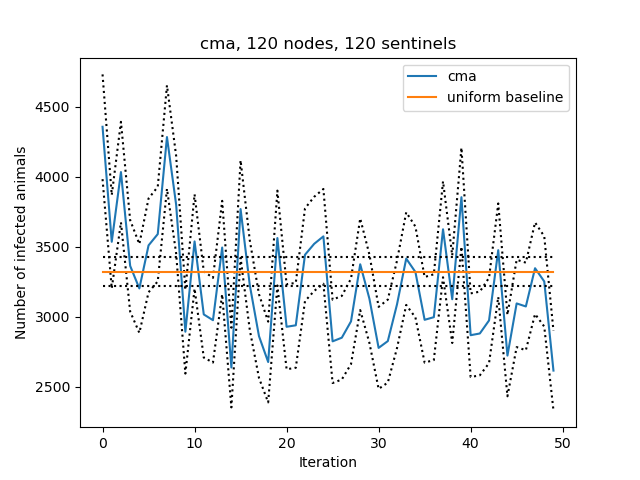 cma, 120 nodes, 120 sentinels
cma
uniform baseline
Number of infected animals
4500
4000
3500
3000
2500
0 10 20 30 40 50
Iteration